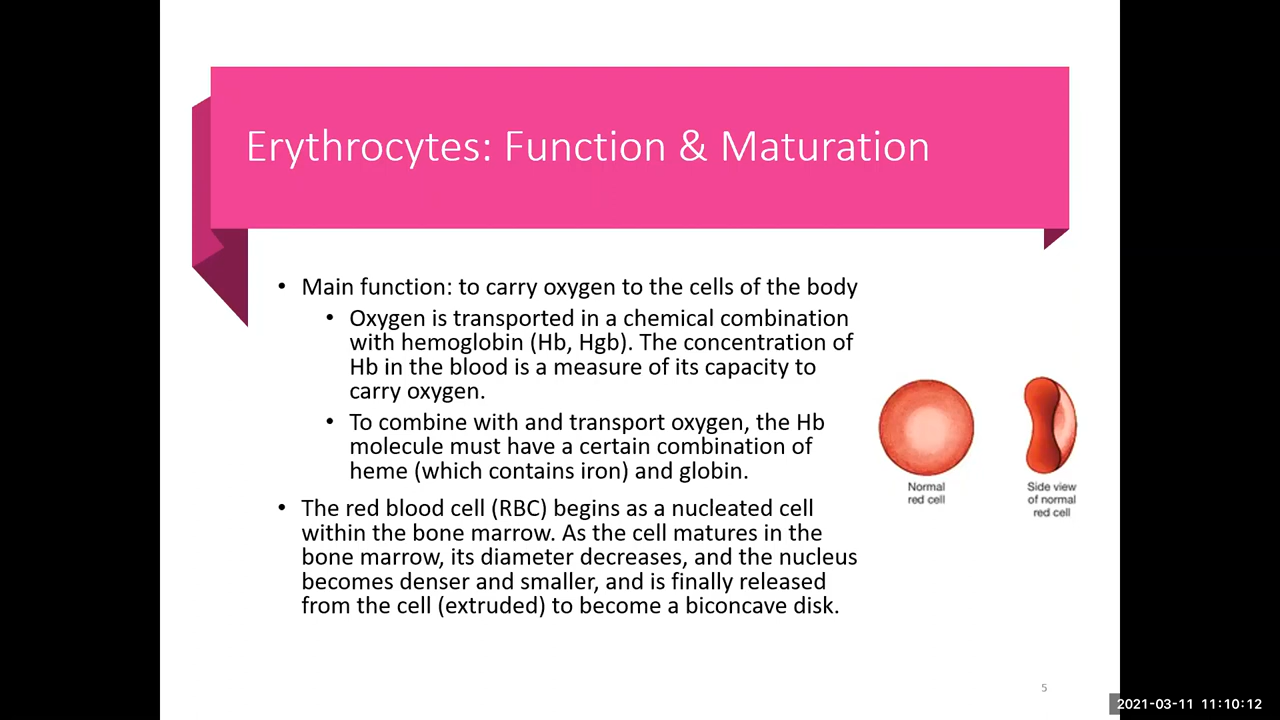 Erythrocytes: Function & Maturation
• Main function: to carry oxygen to the cells of the body
• Oxygen is transported in a chemical combination
with hemoglobin (Hb, Hgb). The concentration of
Hb in the blood is a measure of its capacity to
carry oxygen.
• To combine with and transport oxygen, the Hb
molecule must have a certain combination of
heme (which contains iron) and globin.
• The red blood cell (RBC) begins as a nucleated cell
within the bone marrow. As the cell matures in the
bone marrow, its diameter decreases, and the nucleus
becomes denser and smaller, and is finally released
from the cell (extruded) to become a biconcave disk.
Normal
red cell
Side view
of normal
red cell
5
2021-03-11 11:10:12